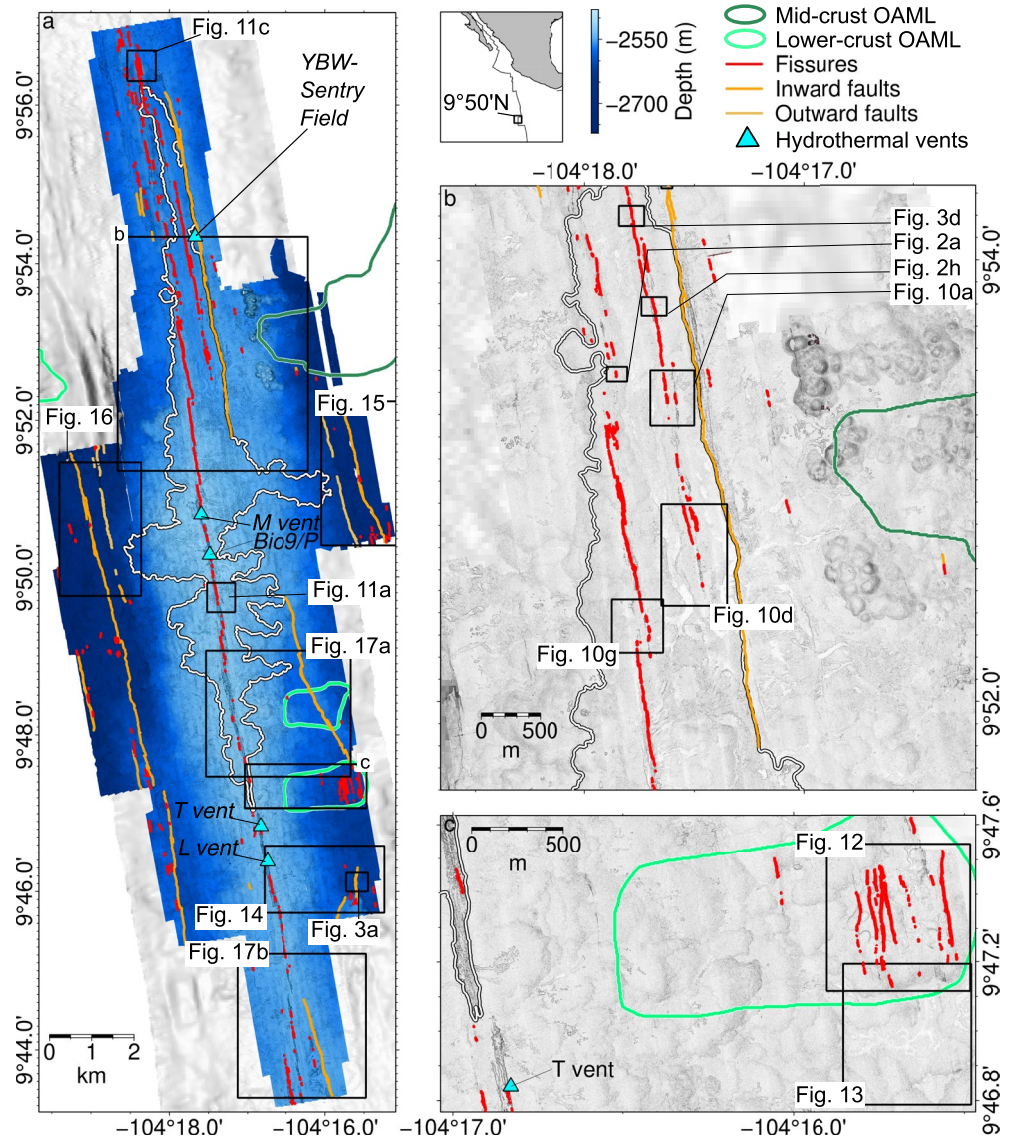 a
Fig. 11c
YBW-
Sentry
Field
b
Fig. 16
Fig. 15
M vent
Bio9/P
Fig. 11a
Fig. 17a
c
T vent
L vent
Fig. 14
Fig. 3a
Fig. 17b
0 1 2
km
9°56.0'
9°54.0'
9°52.0'
9°50.0'
9°48.0'
9°46.0'
9°44.0'
−104°18.0'
−104°16.0'
9°50'N
−2550
−2700
Depth (m)
Mid-crust OAML
Lower-crust OAML
Fissures
Inward faults
Outward faults
Hydrothermal vents
−104°18.0'
−104°17.0'
b
Fig. 3d
Fig. 2a
Fig. 2h
Fig. 10a
9°54.0'
Fig. 10d
Fig. 10g
0 500
m
9°52.0'
c
0 500
m
9°47.6'
Fig. 12
9°47.2'
T vent
Fig. 13
9°46.8'
−104°17.0'
−104°16.0'